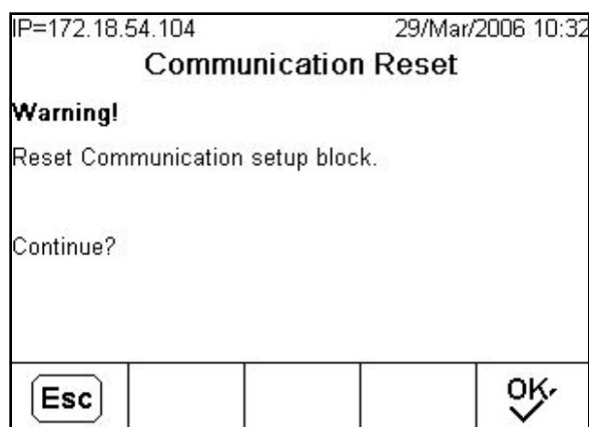 IP=172.18.54.104 29/Mar/2006 10:32
Communication Reset
Warning!
Reset Communication setup block.
Continue?
Esc OK